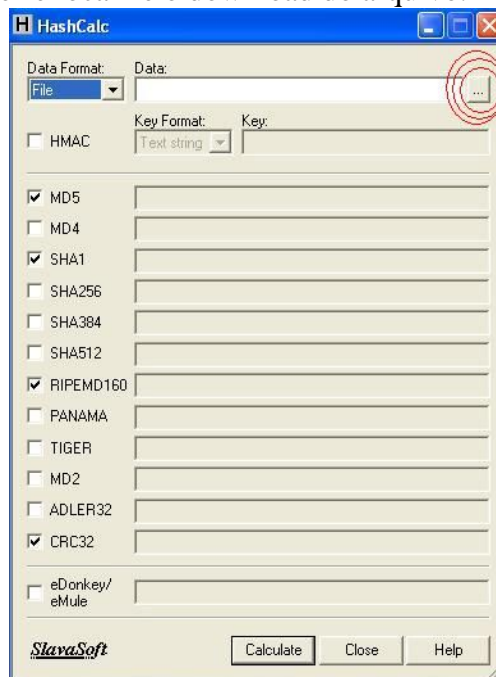 HashCalc
Data Format: Data:
File ...
Key Format: Key:
HMAC Text string
MD5
MD4
SHA1
SHA256
SHA384
SHA512
RIPEMD160
PANAMA
TIGER
MD2
ADLER32
CRC32
eDonkey/
eMule
SlavaSoft Calculate Close Help